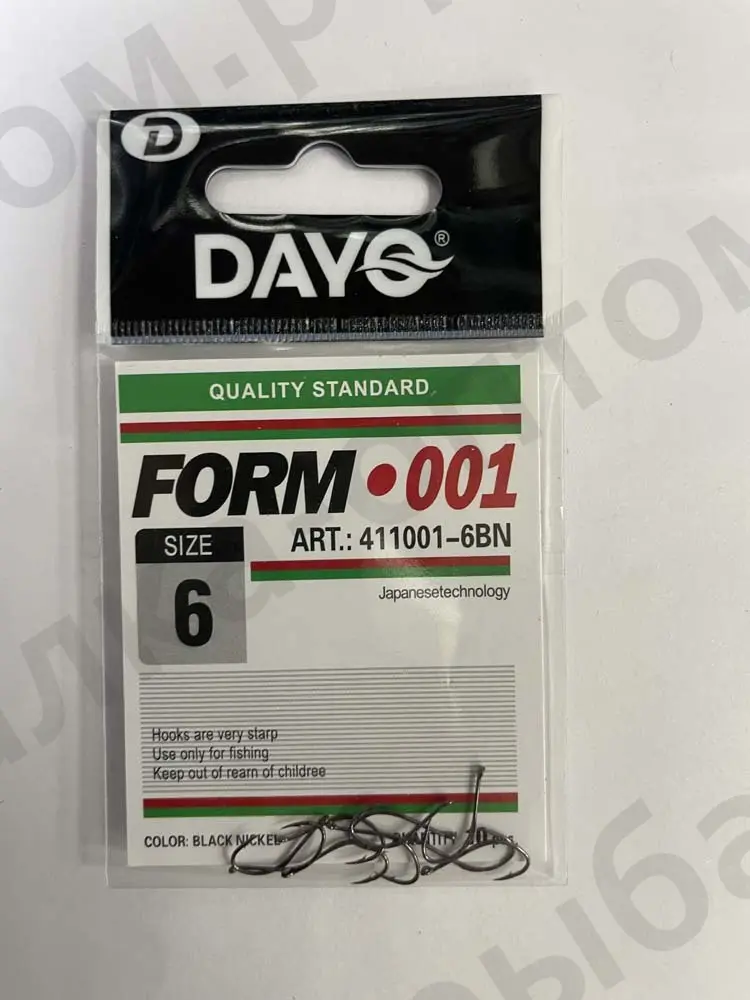 D
DAYO®
QUALITY STANDARD
FORM•001
SIZE
6
ART.: 411001-6BN
Japanesetechnology
Hooks are very starp
Use only for fishing
Keep out of rearn of childree
COLOR: BLACK NICKEL